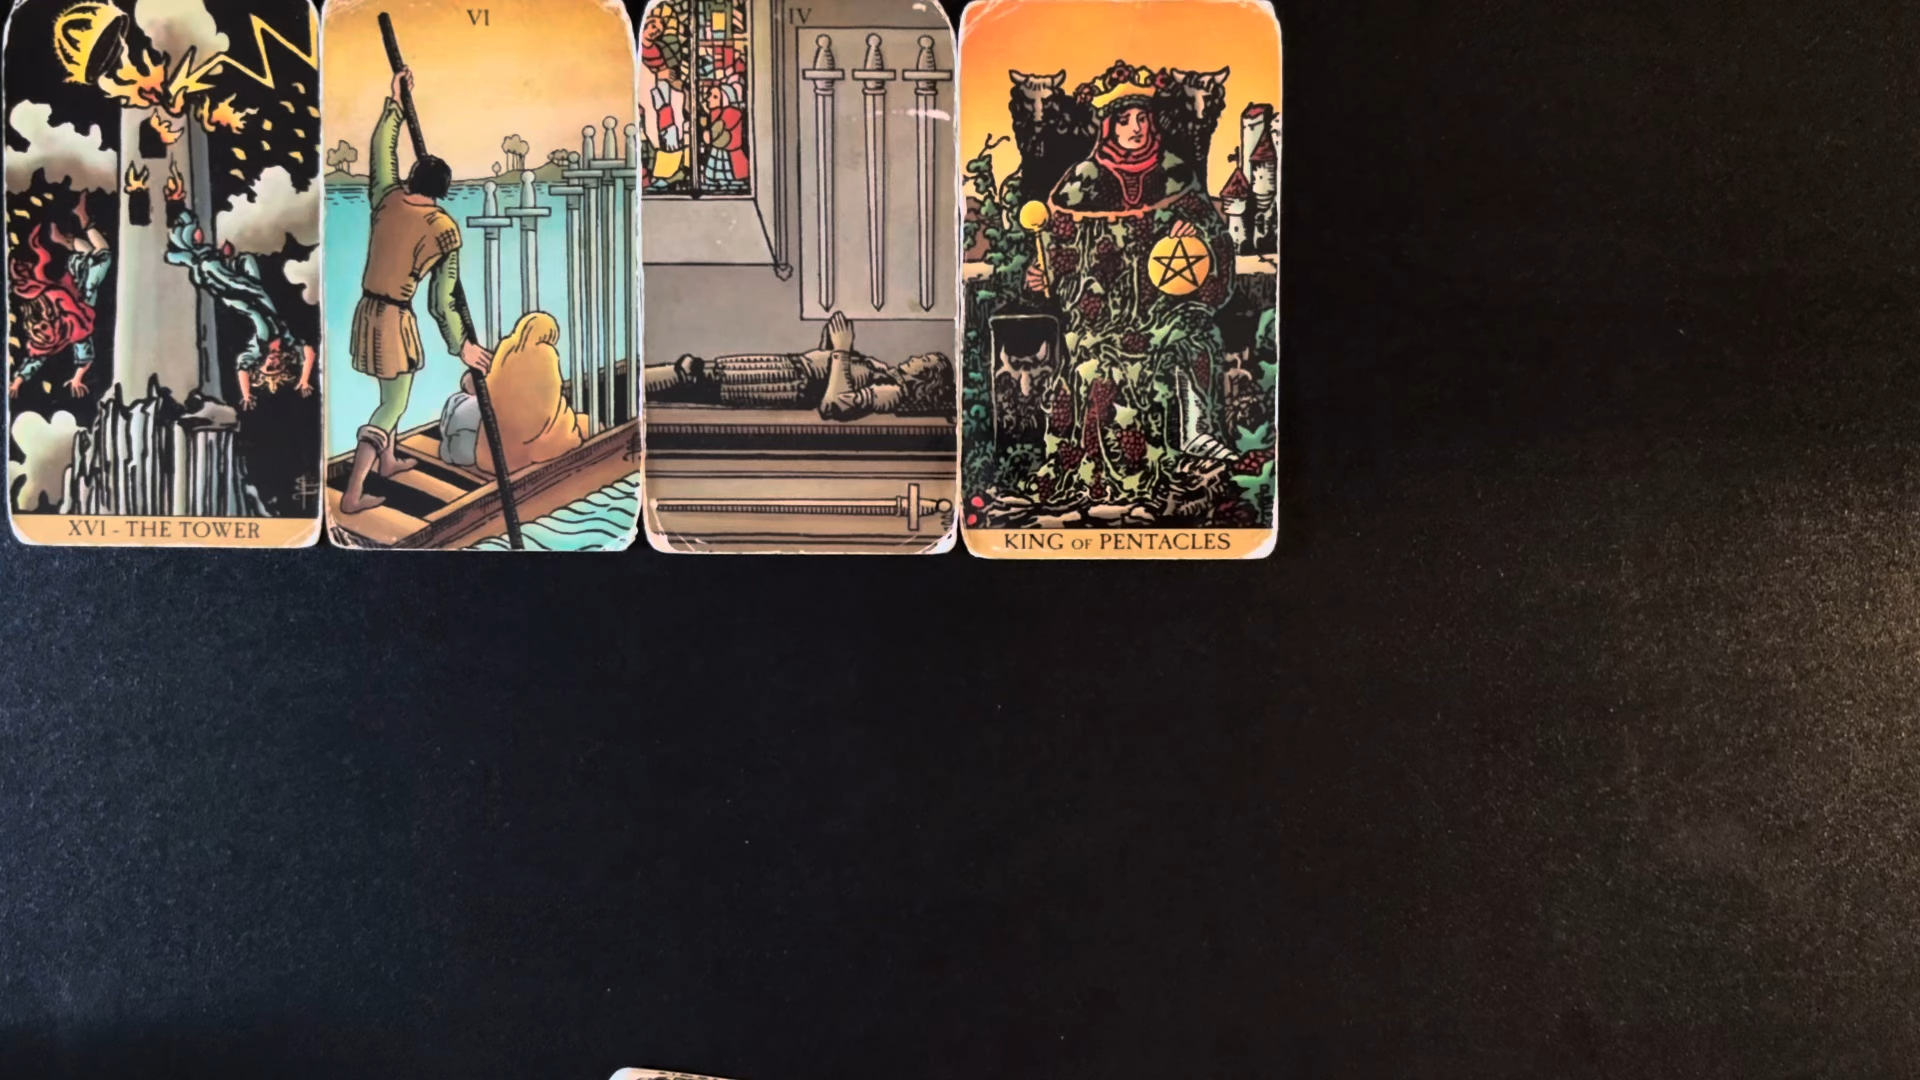 VI
IV
XVI - THE TOWER
KING OF PENTACLES